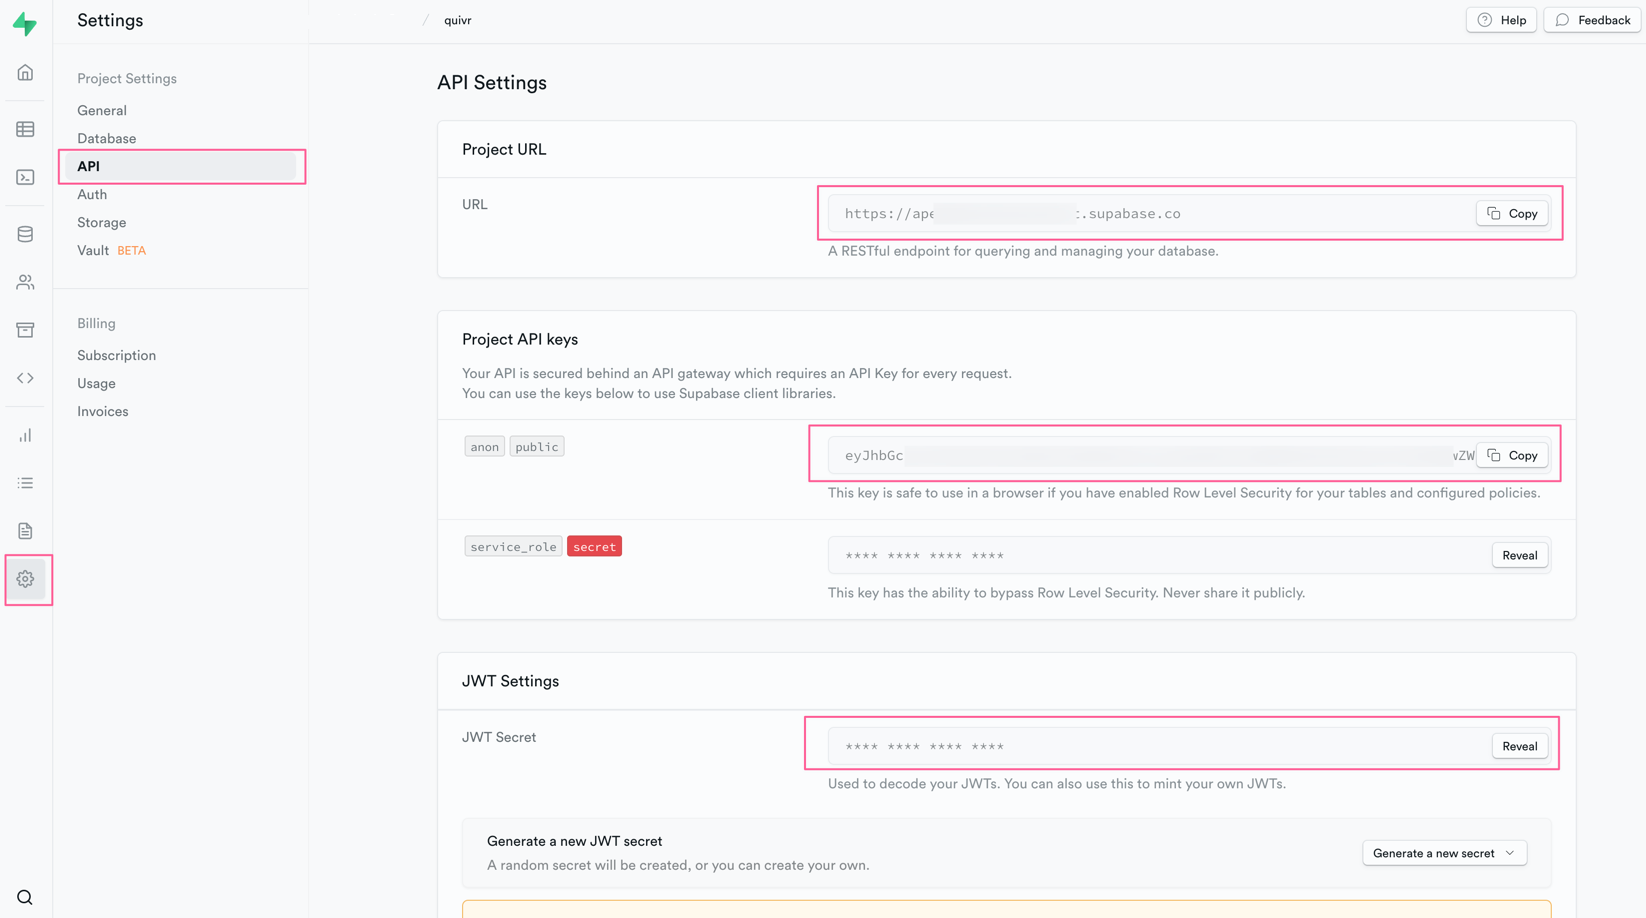 Settings
/ quivr
Help
Feedback
Project Settings
General
Database
API
Auth
Storage
Vault BETA
Billing
Subscription
Usage
Invoices
API Settings
Project URL
URL
https://ape .supabase.co
Copy
A RESTful endpoint for querying and managing your database.
Project API keys
Your API is secured behind an API gateway which requires an API Key for every request.
You can use the keys below to use Supabase client libraries.
anon public
eyJhbGc ZW
Copy
This key is safe to use in a browser if you have enabled Row Level Security for your tables and configured policies.
service_role secret
**** **** **** ****
Reveal
This key has the ability to bypass Row Level Security. Never share it publicly.
JWT Settings
JWT Secret
**** **** **** ****
Reveal
Used to decode your JWTs. You can also use this to mint your own JWTs.
Generate a new JWT secret
A random secret will be created, or you can create your own.
Generate a new secret